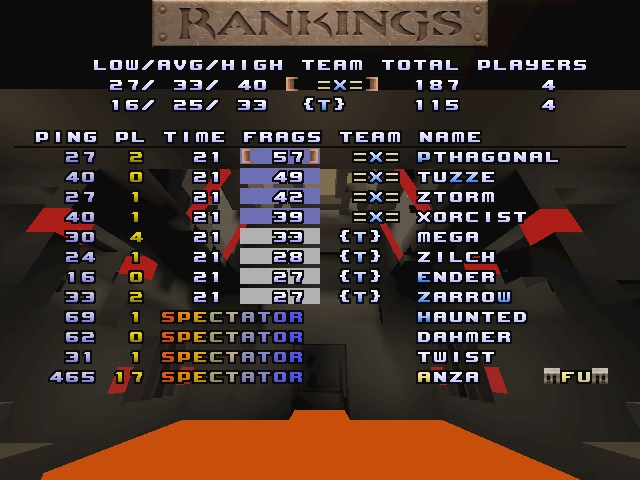 RANKINGS
LOW/AVG/HIGH TEAM TOTAL PLAYERS
27/ 33/ 40 [ =X= ] 187 4
16/ 25/ 33 {T} 115 4
PING PL TIME FRAGS TEAM NAME
27 2 21 [ 57 ] =X= PTHAGONAL
40 0 21 49 =X= TUZZE
27 1 21 42 =X= ZTORM
40 1 21 39 =X= XORCIST
30 4 21 33 {T} MEGA
24 1 21 28 {T} ZILCH
16 0 21 27 {T} ENDER
33 2 21 27 {T} ZARROW
69 1 SPECTATOR HAUNTED
62 0 SPECTATOR DAHMER
31 1 SPECTATOR TWIST
465 17 SPECTATOR ANZA FU